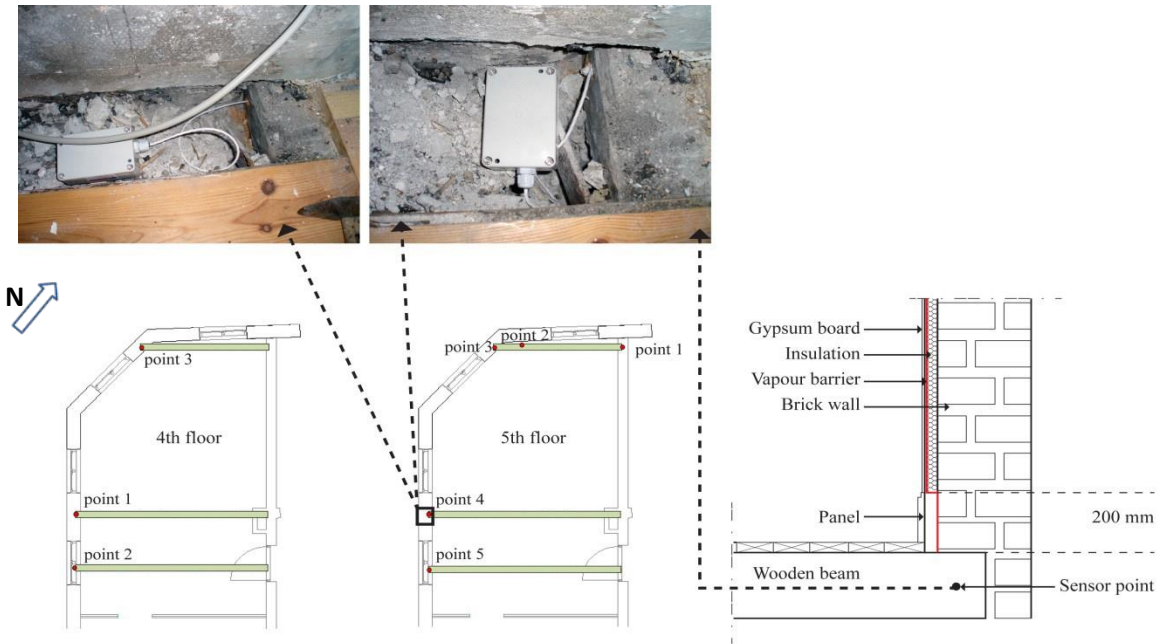 N
point 3
4th floor
point 1
point 2
point 3
point 2
point 1
5th floor
point 4
point 5
Gypsum board
Insulation
Vapour barrier
Brick wall
Panel
200 mm
Wooden beam
Sensor point